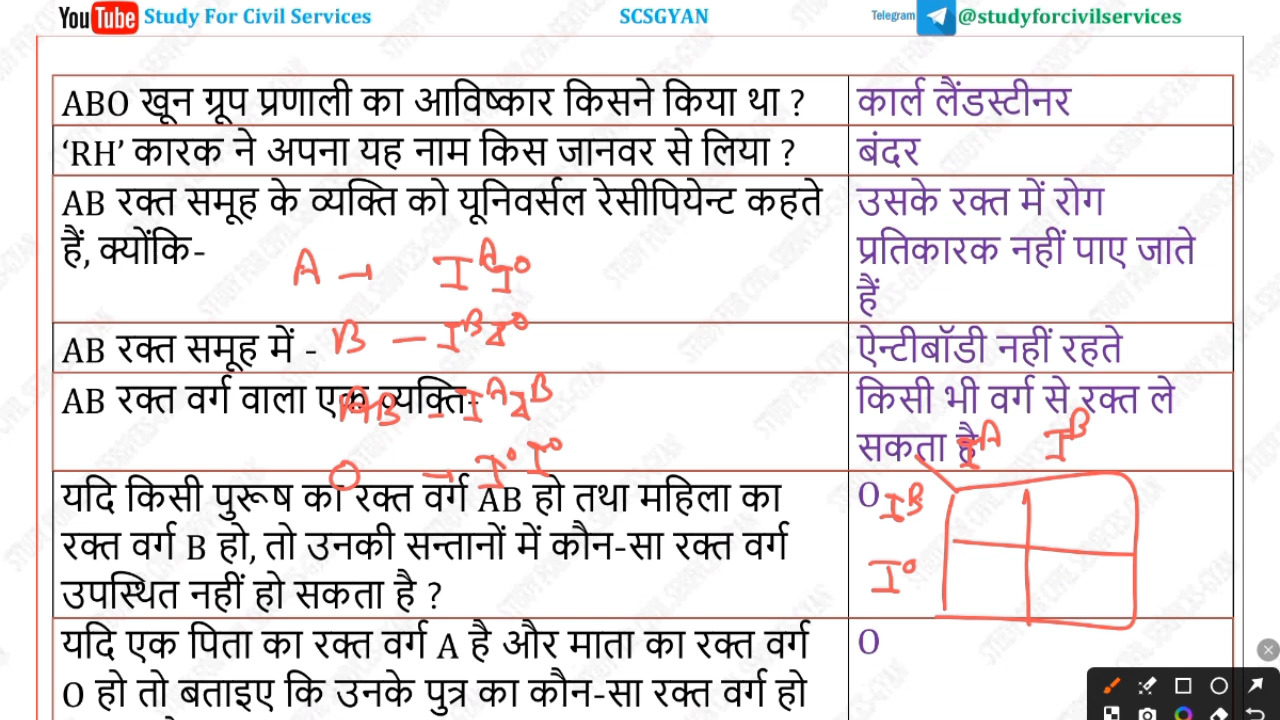 YouTube Study For Civil Services SCSGYAN Telegram @studyforcivilservices
ABO खून ग्रूप प्रणाली का आविष्कार किसने किया था ? कार्ल लैंडस्टीनर
‘RH’ कारक ने अपना यह नाम किस जानवर से लिया ? बंदर
AB रक्त समूह के व्यक्ति को यूनिवर्सल रेसीपियेन्ट कहते
हैं, क्योंकि-
उसके रक्त में रोग
प्रतिकारक नहीं पाए जाते
हैं
A → I^A I^o
AB रक्त समूह में - ऐन्टीबॉडी नहीं रहते
B – I^B I^o
AB रक्त वर्ग वाला एक व्यक्ति-
किसी भी वर्ग से रक्त ले
सकता है
AB – I^A I^B
O – I^o I^o
यदि किसी पुरूष का रक्त वर्ग AB हो तथा महिला का
रक्त वर्ग B हो, तो उनकी सन्तानों में कौन-सा रक्त वर्ग
उपस्थित नहीं हो सकता है ?
O
I^A I^B
I^B
I^o
यदि एक पिता का रक्त वर्ग A है और माता का रक्त वर्ग
O हो तो बताइए कि उनके पुत्र का कौन-सा रक्त वर्ग हो
O